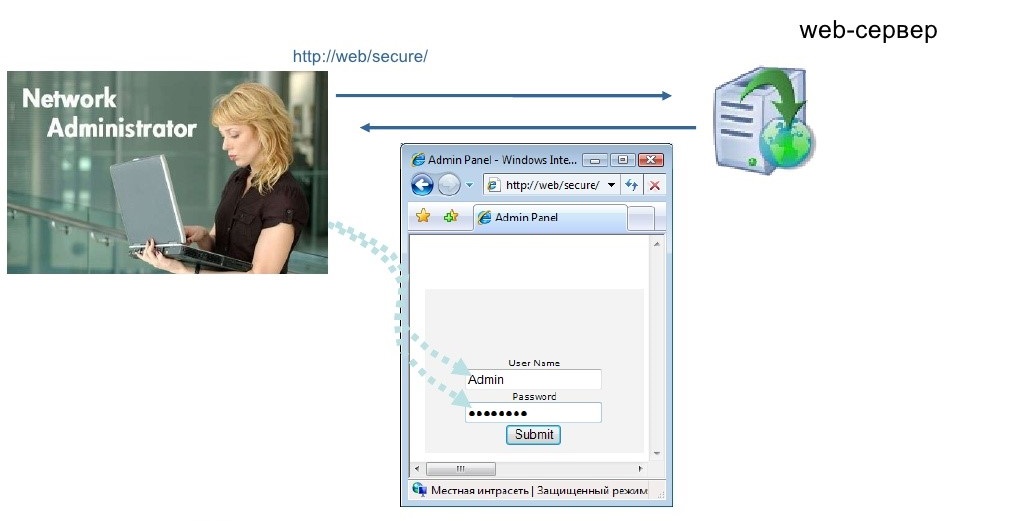 web-сервер
http://web/secure/
Network
Administrator
Admin Panel - Windows Inte...
http://web/secure/
Admin Panel
User Name
Admin
Password
●●●●●●●●
Submit
Местная интрасеть | Защищенный режим